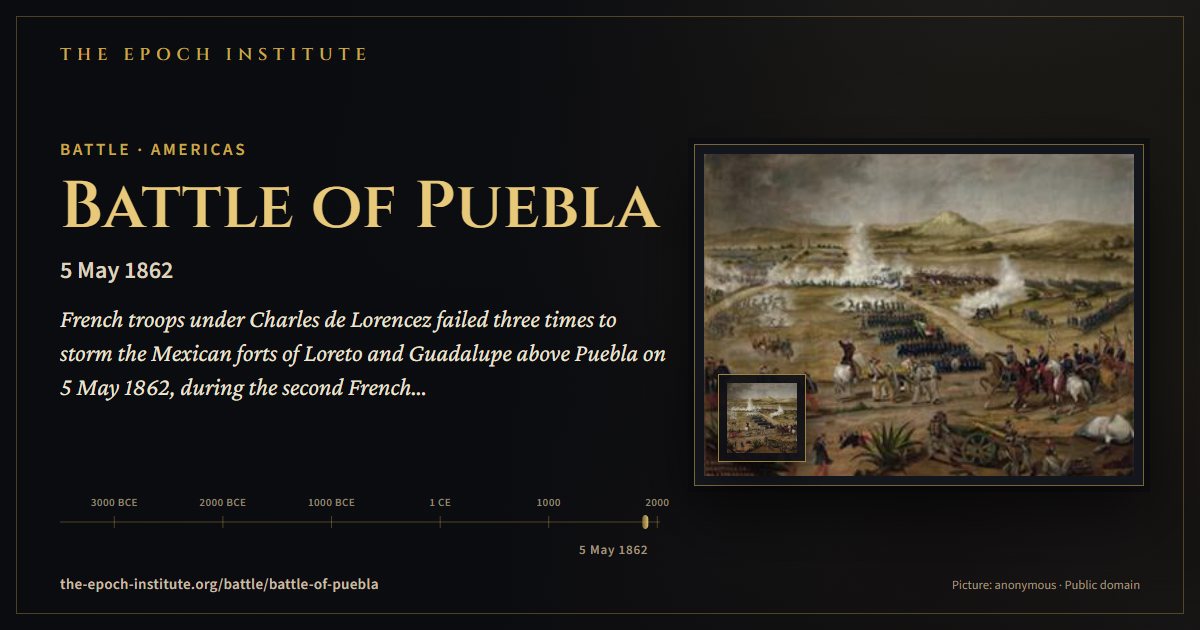 THE EPOCH INSTITUTE
BATTLE · AMERICAS
BATTLE OF PUEBLA
5 May 1862
French troops under Charles de Lorencez failed three times to
storm the Mexican forts of Loreto and Guadalupe above Puebla on
5 May 1862, during the second French...
3000 BCE 2000 BCE 1000 BCE 1 CE 1000 2000
5 May 1862
the-epoch-institute.org/battle/battle-of-puebla
Picture: anonymous · Public domain